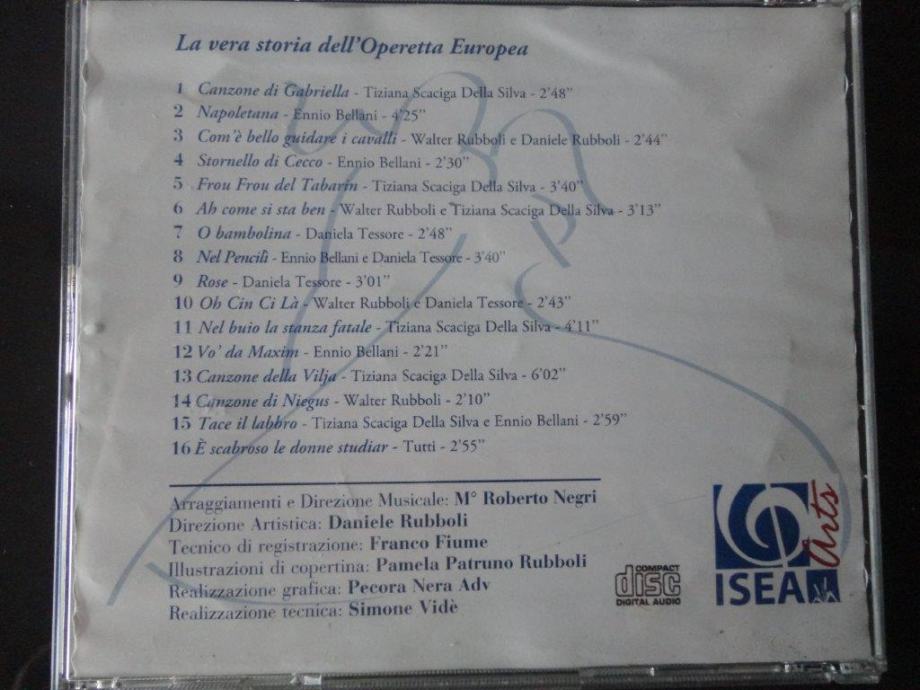 La vera storia dell'Operetta Europea
1 Canzone di Gabriella - Tiziana Scaciga Della Silva - 2'48"
2 Napoletana - Ennio Bellani - 4'25"
3 Com'è bello guidare i cavalli - Walter Rubboli e Daniele Rubboli - 2'44"
4 Stornello di Cecco - Ennio Bellani - 2'30"
5 Frou Frou del Tabarin - Tiziana Scaciga Della Silva - 3'40"
6 Ah come si sta ben - Walter Rubboli e Tiziana Scaciga Della Silva - 3'13"
7 O bambolina - Daniela Tessore - 2'48"
8 Nel Pencilì - Ennio Bellani e Daniela Tessore - 3'40"
9 Rose - Daniela Tessore - 3'01"
10 Oh Cin Ci Là - Walter Rubboli e Daniela Tessore - 2'43"
11 Nel buio la stanza fatale - Tiziana Scaciga Della Silva - 4'11"
12 Vo' da Maxim - Ennio Bellani - 2'21"
13 Canzone della Vilja - Tiziana Scaciga Della Silva - 6'02"
14 Canzone di Niegus - Walter Rubboli - 2'10"
15 Tace il labbro - Tiziana Scaciga Della Silva e Ennio Bellani - 2'59"
16 È scabroso le donne studiar - Tutti - 2'55"
Arraggiamenti e Direzione Musicale: M° Roberto Negri
Direzione Artistica: Daniele Rubboli
Tecnico di registrazione: Franco Fiume
Illustrazioni di copertina: Pamela Patruno Rubboli
Realizzazione grafica: Pecora Nera Adv
Realizzazione tecnica: Simone Vidè
COMPACT
disc
DIGITAL AUDIO
ISEA
arts